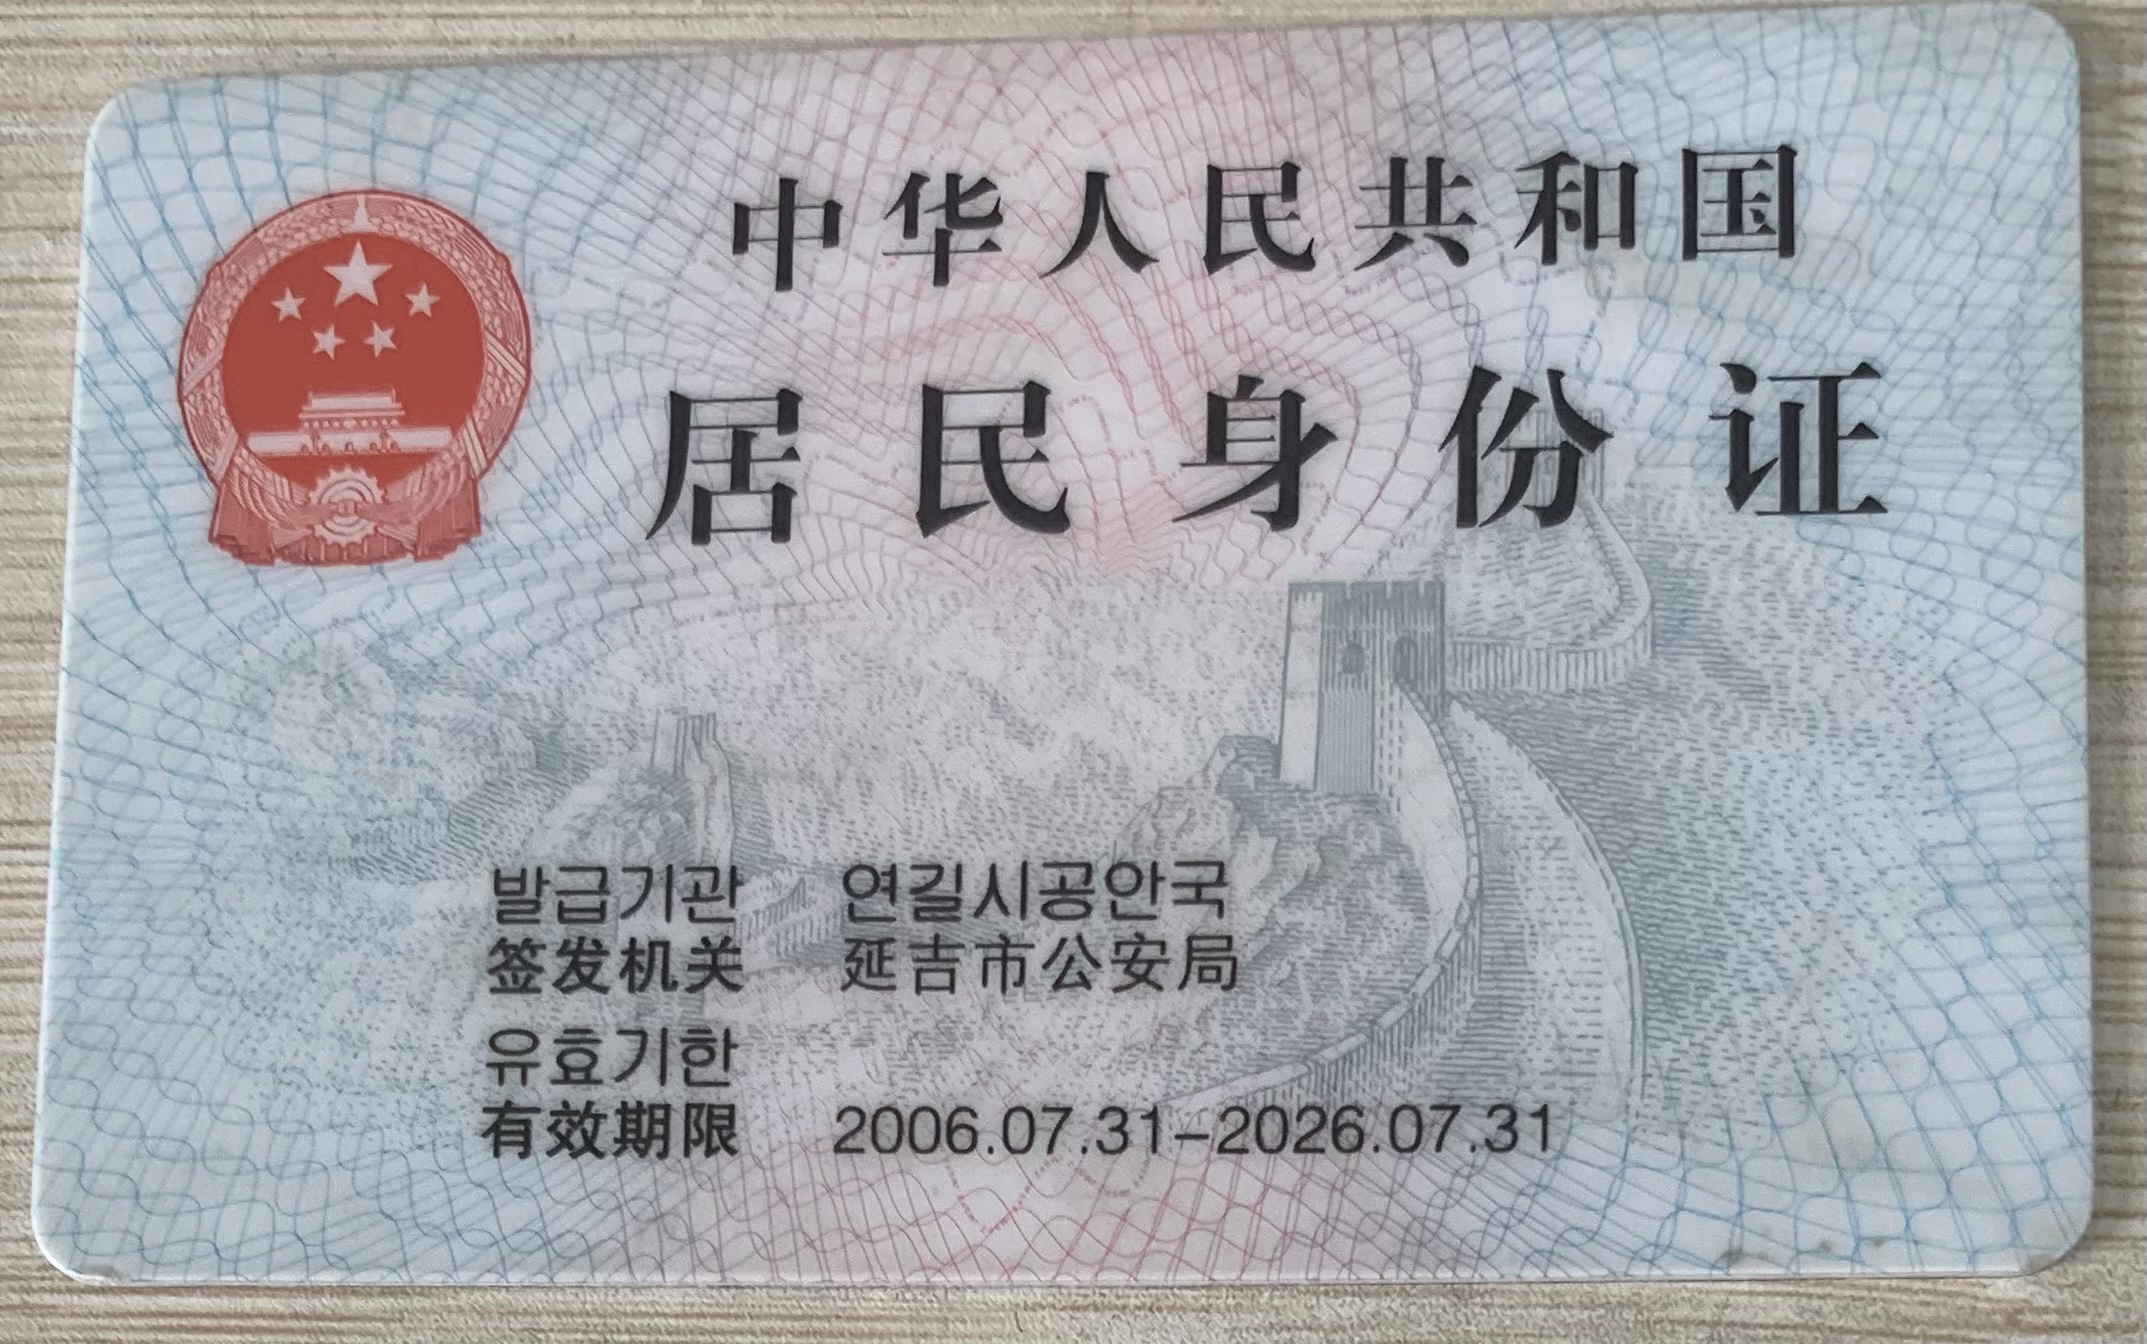 中华人民共和国
居民身份证
발급기관 연길시공안국
签发机关 延吉市公安局
유효기한
有效期限 2006.07.31-2026.07.31